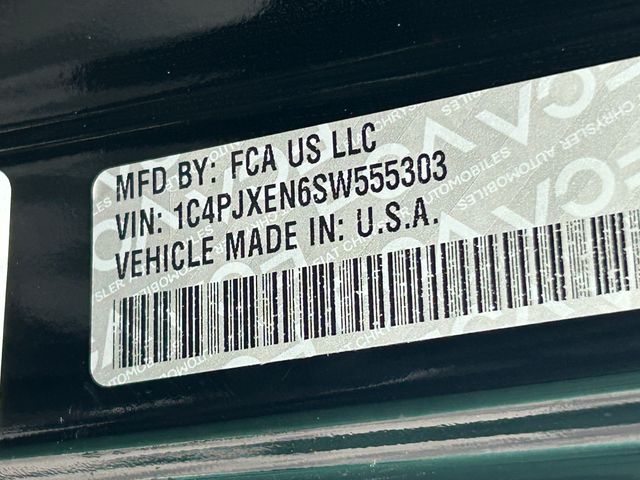 MFD BY: FCA US LLC
VIN: 1C4PJXEN6SW555303
VEHICLE MADE IN: U.S.A.